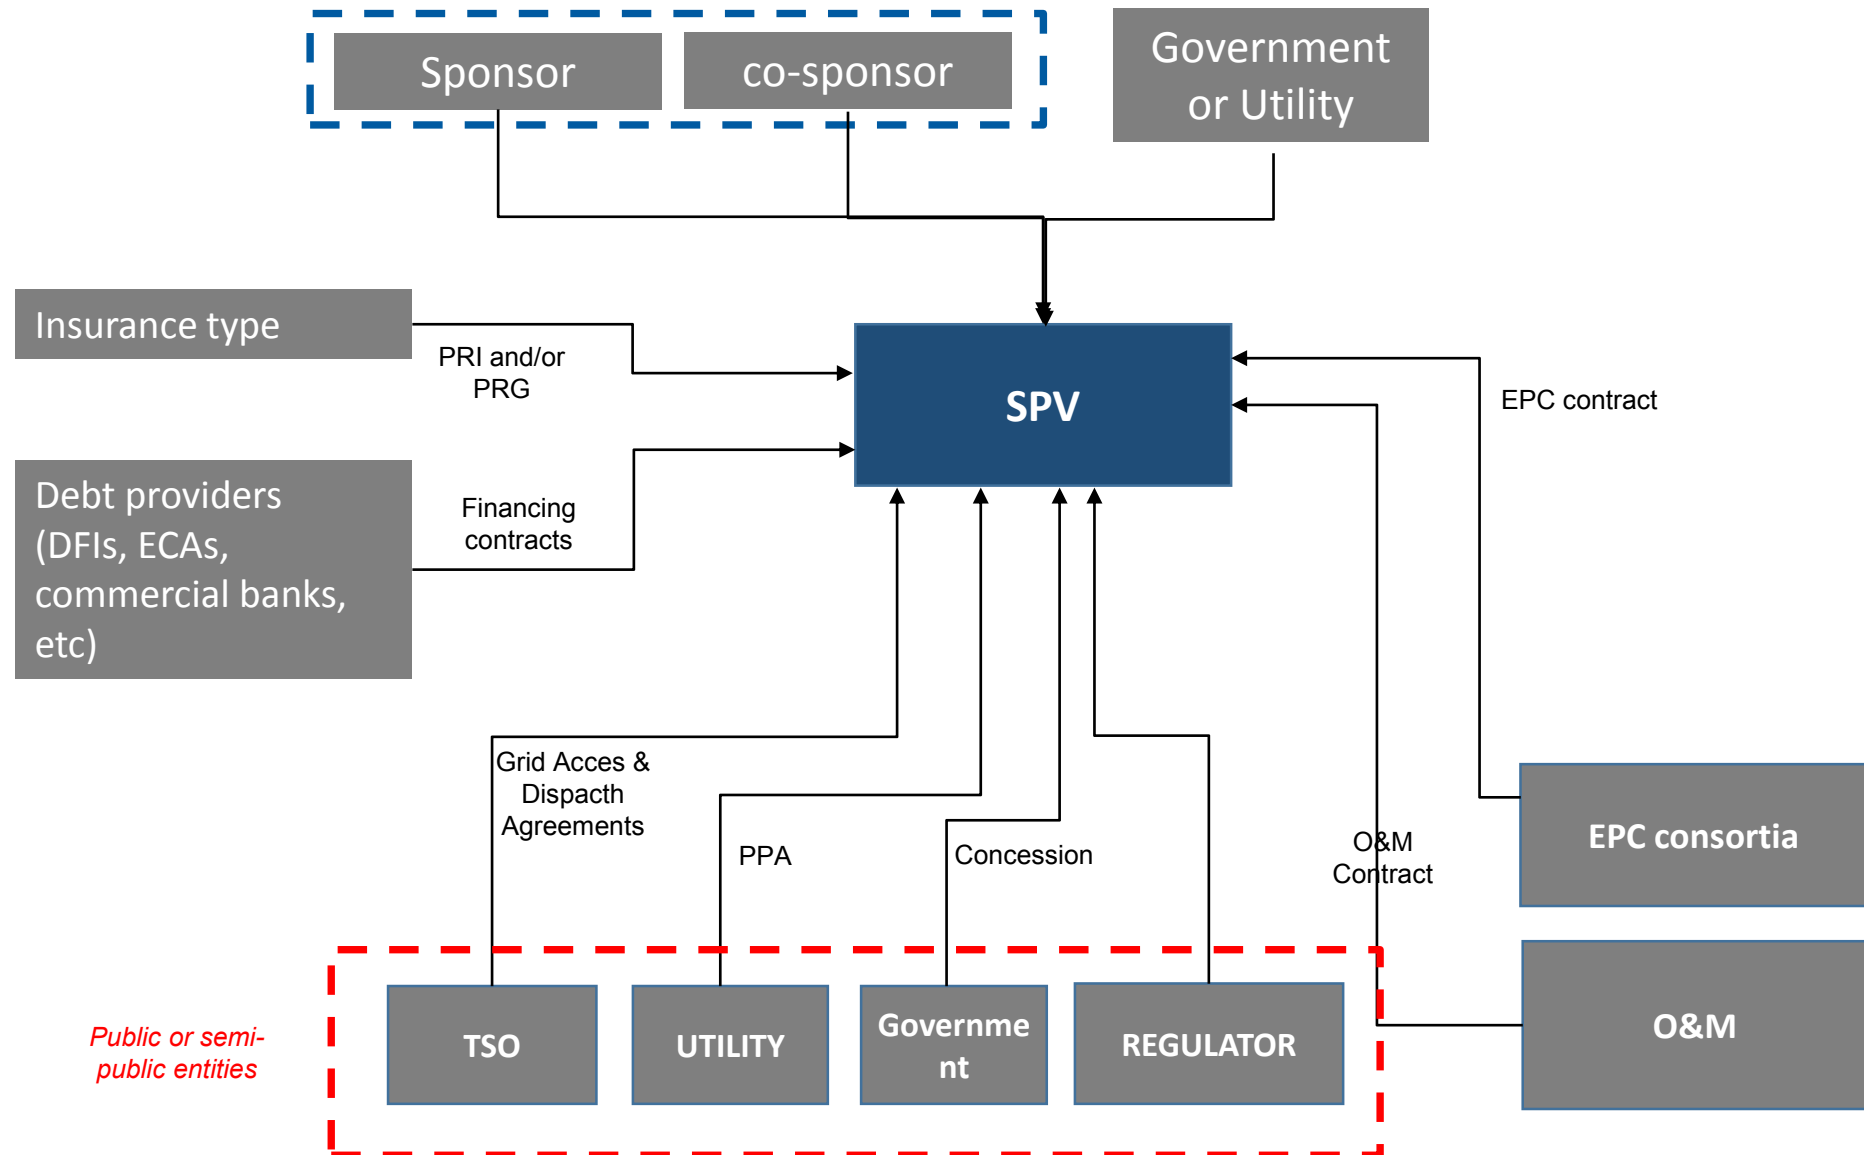 Sponsor
co-sponsor
Government
or Utility
Insurance type
PRI and/or
PRG
SPV
EPC contract
Debt providers
(DFIs, ECAs,
commercial banks,
etc)
Financing
contracts
Grid Acces &
Dispacth
Agreements
PPA
Concession
O&M
Contract
EPC consortia
Public or semi-
public entities
TSO
UTILITY
Governme
nt
REGULATOR
O&M